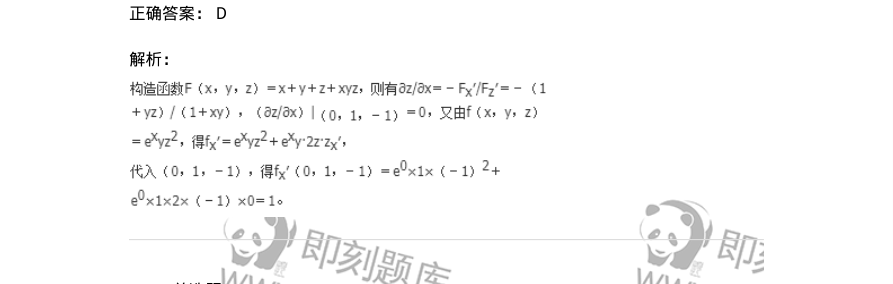 正确答案： D
解析：
构造函数F（x，y，z）＝x＋y＋z＋xyz，则有∂z/∂x＝－Fx′/Fz′＝－（1
＋yz）/（1＋xy），（∂z/∂x）|（0，1，－1）＝0，又由f（x，y，z）
＝eˣyz²，得fx′＝eˣyz²＋eˣy·2z·zx′，
代入（0，1，－1），得fx′（0，1，－1）＝e⁰×1×（－1）²＋
e⁰×1×2×（－1）×0＝1。
即刻题库